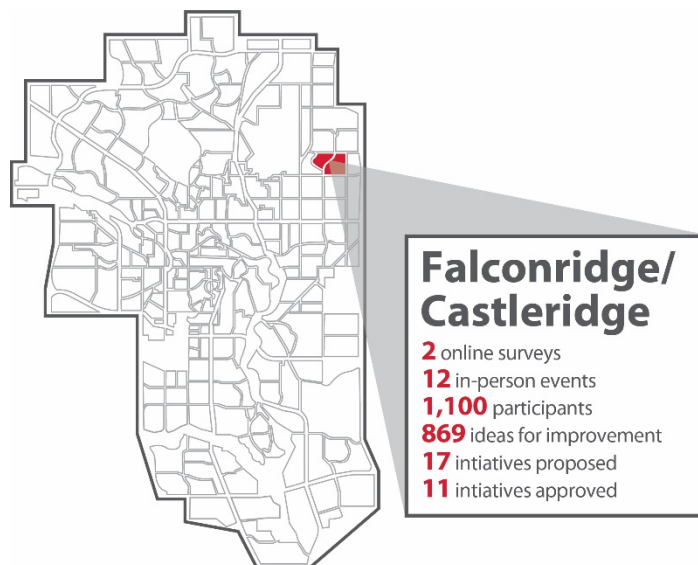 Falconridge/
Castleridge
2 online surveys
12 in-person events
1,100 participants
869 ideas for improvement
17 intiatives proposed
11 intiatives approved